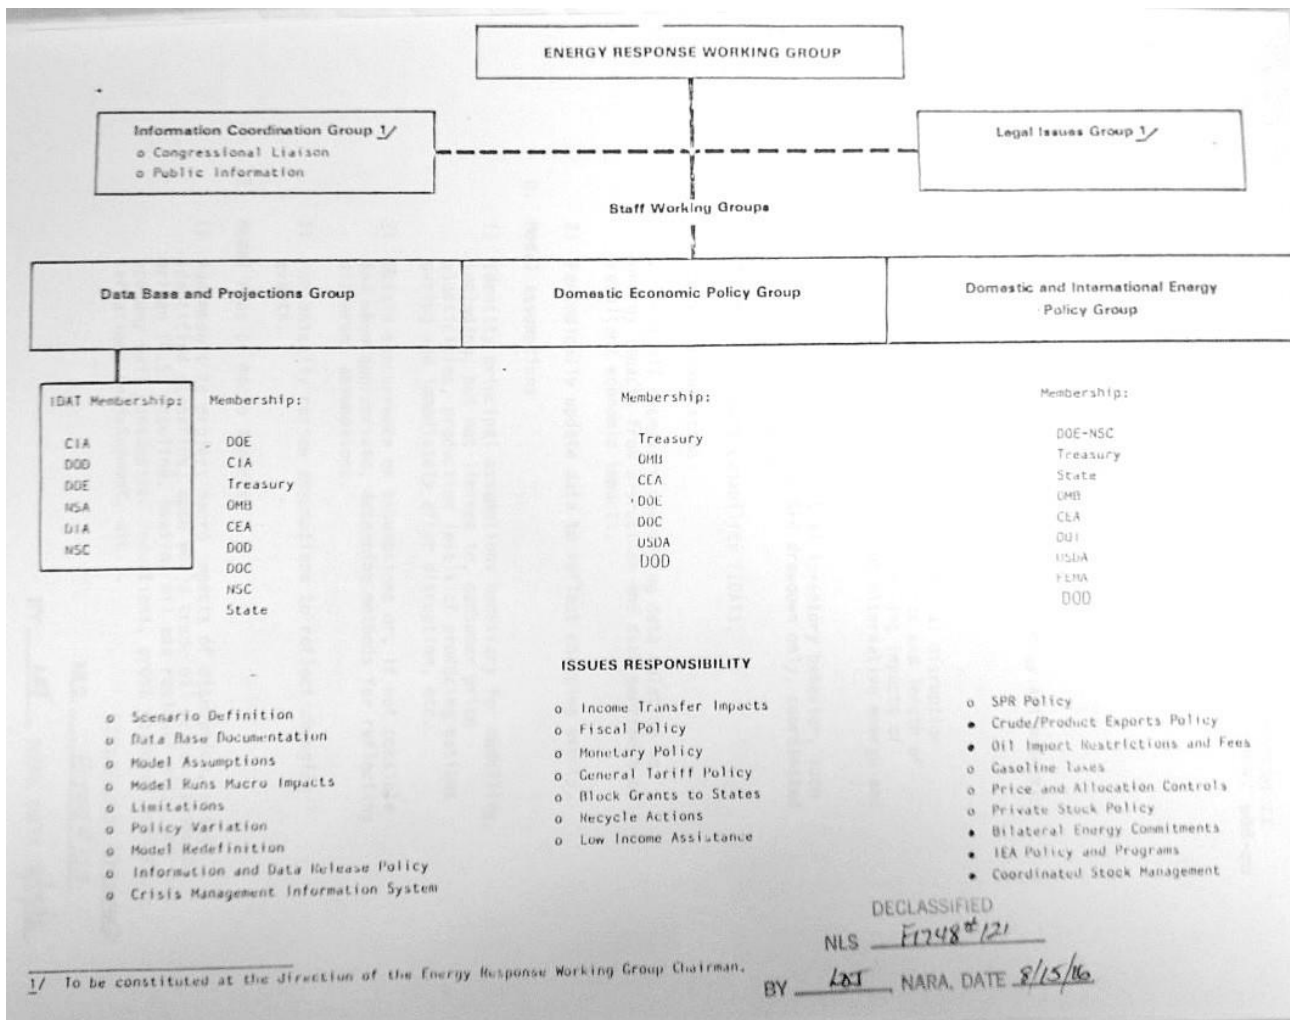 ENERGY RESPONSE WORKING GROUP
Information Coordination Group 1/
o Congressional Liaison
o Public Information
Legal Issues Group 1/
Staff Working Groups
Data Base and Projections Group
Domestic Economic Policy Group
Domestic and International Energy
Policy Group
IDAT Membership:
CIA
DOD
DOE
NSA
DIA
NSC
Membership:
DOE
CIA
Treasury
OMB
CEA
DOD
DOC
NSC
State
Membership:
Treasury
OMB
CEA
DOE
DOC
USDA
DOD
Membership:
DOE-NSC
Treasury
State
OMB
CEA
USDA
FEMA
DOD
ISSUES RESPONSIBILITY
o Scenario Definition
o Data Base Documentation
o Model Assumptions
o Model Runs Macro Impacts
o Limitations
o Policy Variation
o Model Redefinition
o Information and Data Release Policy
o Crisis Management Information System
o Income Transfer Impacts
o Fiscal Policy
o Monetary Policy
o General Tariff Policy
o Block Grants to States
o Recycle Actions
o Low Income Assistance
o SPR Policy
• Crude/Product Exports Policy
• Oil Import Restrictions and Fees
o Gasoline Taxes
o Price and Allocation Controls
o Private Stock Policy
• Bilateral Energy Commitments
• IEA Policy and Programs
• Coordinated Stock Management
DECLASSIFIED
NLS F1748#121
BY LOJ NARA, DATE 8/15/16
1/ To be constituted at the direction of the Energy Response Working Group Chairman.